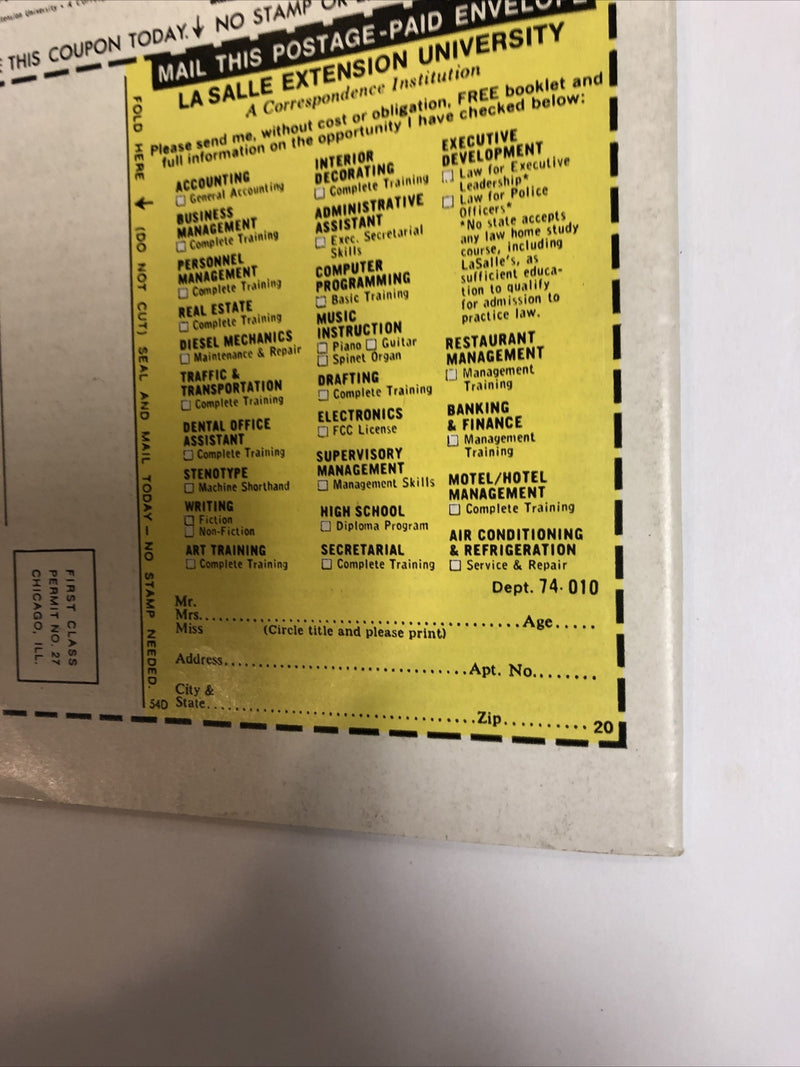 THIS COUPON TODAY. ↓ NO STAMP OR
MAIL THIS POSTAGE-PAID ENVELOPE
LA SALLE EXTENSION UNIVERSITY
A Correspondence Institution
Please send me, without cost or obligation, FREE booklet and
full information on the opportunity I have checked below:
ACCOUNTING
General Accounting
BUSINESS
MANAGEMENT
Complete Training
PERSONNEL
MANAGEMENT
Complete Training
REAL ESTATE
Complete Training
DIESEL MECHANICS
Maintenance & Repair
TRAFFIC &
TRANSPORTATION
Complete Training
DENTAL OFFICE
ASSISTANT
Complete Training
STENOTYPE
Machine Shorthand
WRITING
Fiction
Non-Fiction
ART TRAINING
Complete Training
INTERIOR
DECORATING
Complete Training
ADMINISTRATIVE
ASSISTANT
Exec. Secretarial
Skills
COMPUTER
PROGRAMMING
Basic Training
MUSIC
INSTRUCTION
Piano Guitar
Spinet Organ
DRAFTING
Complete Training
ELECTRONICS
FCC License
SUPERVISORY
MANAGEMENT
Management Skills
HIGH SCHOOL
Diploma Program
SECRETARIAL
Complete Training
EXECUTIVE
DEVELOPMENT
Law for Executive
Leadership*
Law for Police
Officers*
*No state accepts
any law home study
course, including
LaSalle's, as
sufficient educa-
tion to qualify
for admission to
practice law.
RESTAURANT
MANAGEMENT
Management
Training
BANKING
& FINANCE
Management
Training
MOTEL/HOTEL
MANAGEMENT
Complete Training
AIR CONDITIONING
& REFRIGERATION
Service & Repair
Dept. 74-010
Mr.
Mrs. Age
Miss (Circle title and please print)
Address Apt. No.
City &
State Zip
20
54D
FOLD HERE ← (DO NOT CUT) SEAL AND MAIL TODAY – NO STAMP NEEDED.
FIRST CLASS
PERMIT NO. 27
CHICAGO, ILL.